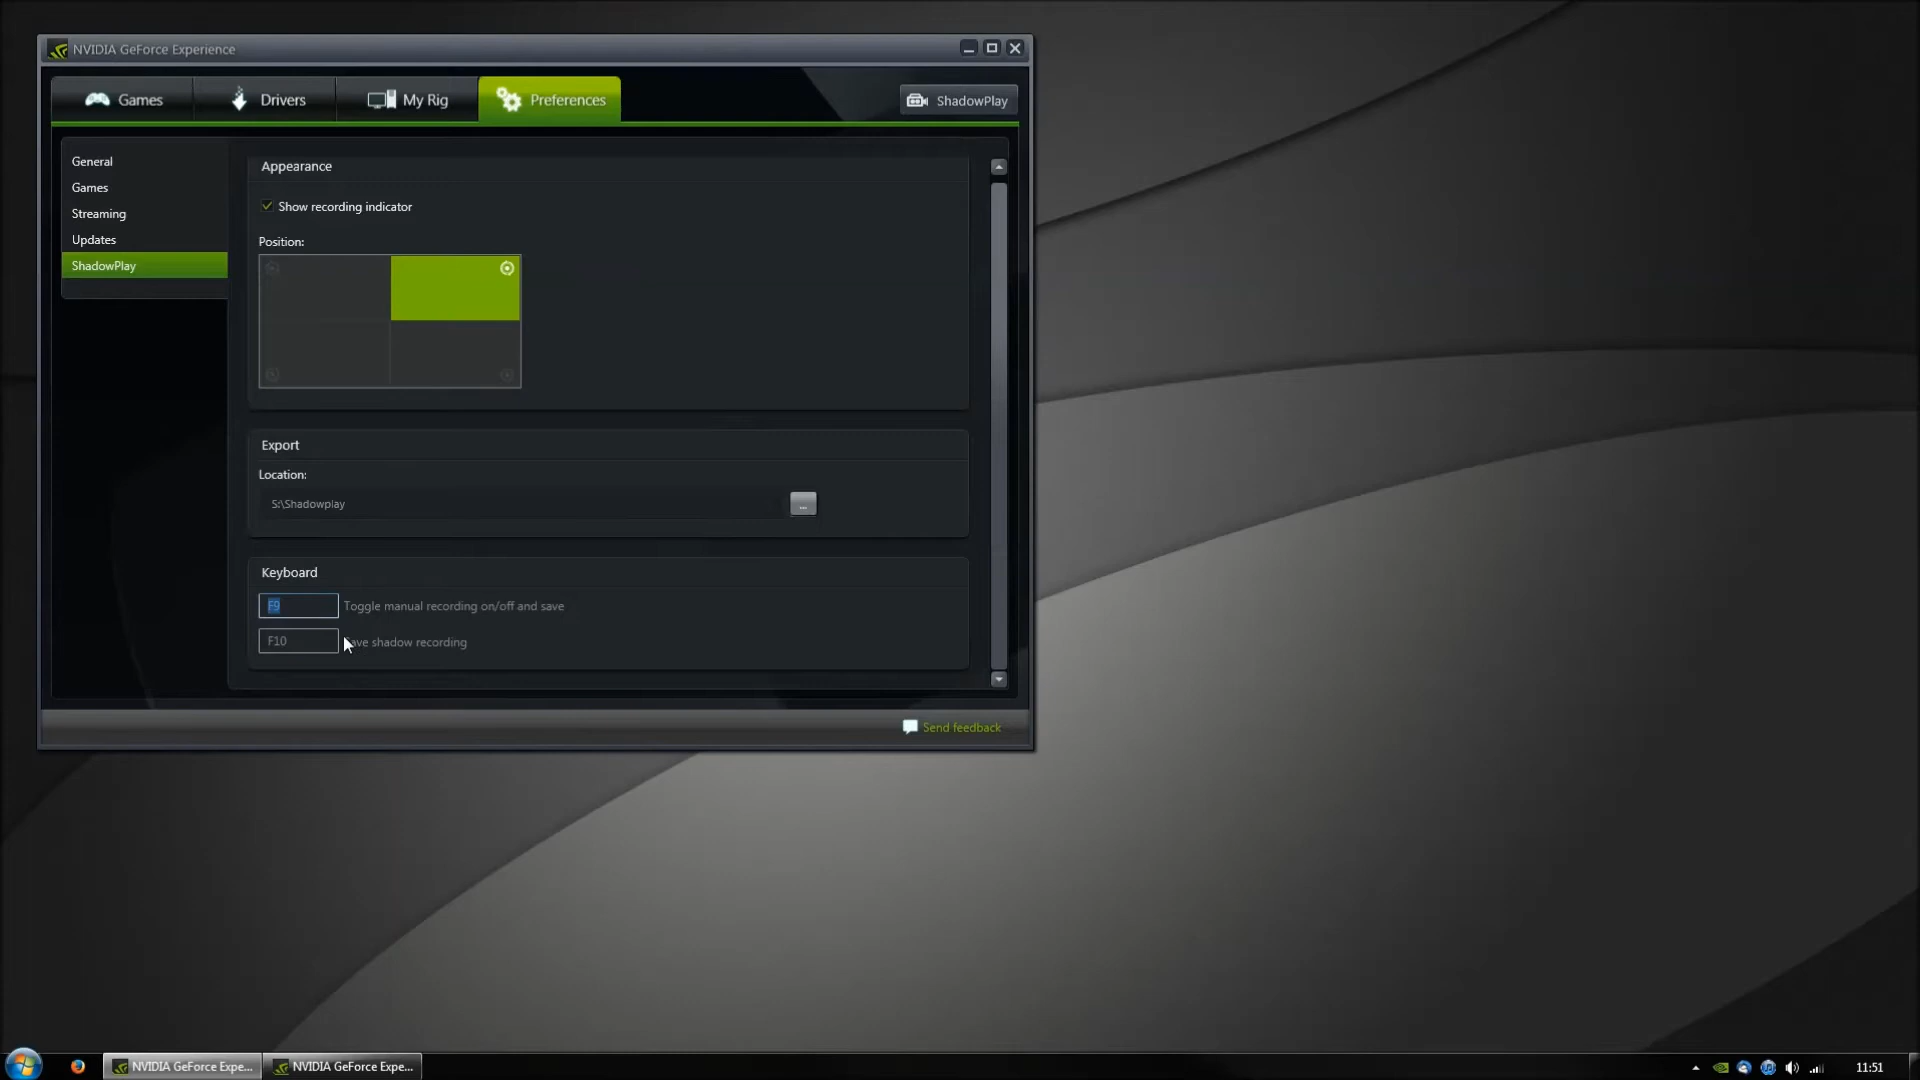 NVIDIA GeForce Experience
Games
Drivers
My Rig
Preferences
ShadowPlay
General
Games
Streaming
Updates
ShadowPlay
Appearance
Show recording indicator
Position:
Export
Location:
S:\Shadowplay
...
Keyboard
F9 Toggle manual recording on/off and save
F10 ave shadow recording
Send feedback
NVIDIA GeForce Expe...
NVIDIA GeForce Expe...
11:51